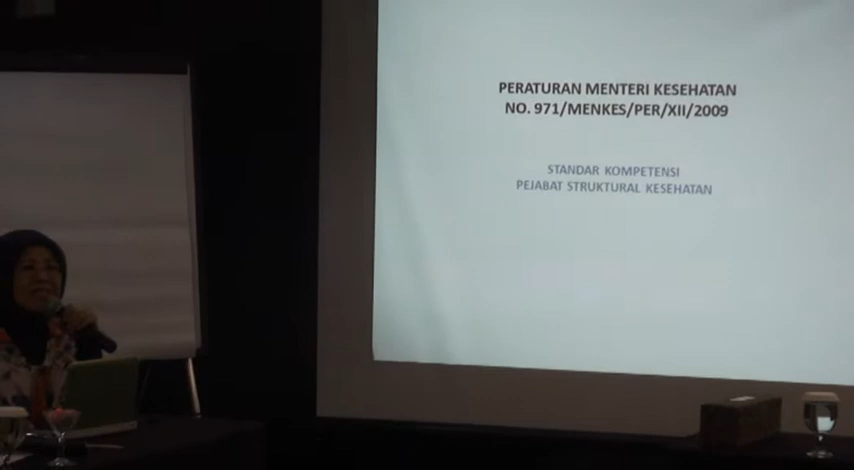 PERATURAN MENTERI KESEHATAN
NO. 971/MENKES/PER/XII/2009
STANDAR KOMPETENSI
PEJABAT STRUKTURAL KESEHATAN